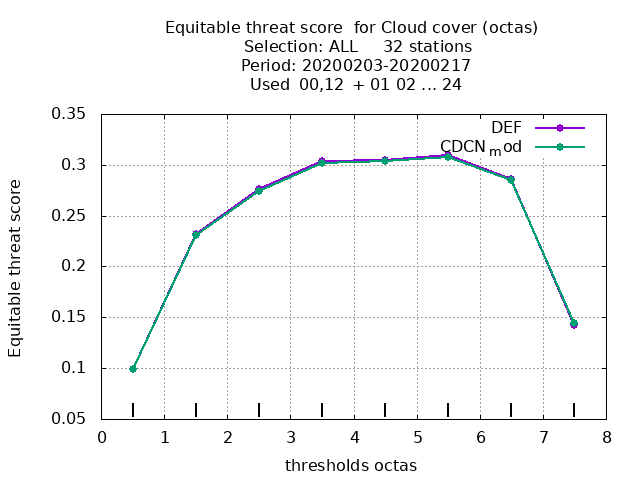 Equitable threat score  for Cloud cover (octas)
Selection: ALL     32 stations
Period: 20200203-20200217
Used  00,12  + 01 02 ... 24
DEF
CDCNmod
0.35
0.3
0.25
0.2
0.15
0.1
0.05
Equitable threat score
0 1 2 3 4 5 6 7 8
thresholds octas